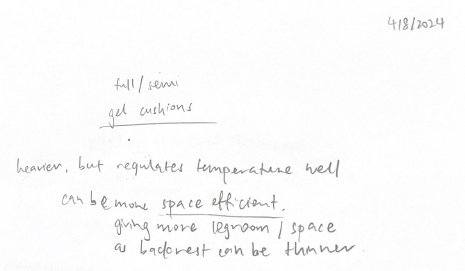 4/8/2024
full/semi
gel cushions
heavier, but regulates temperature well
can be more space efficient,
giving more legroom / space
as backrest can be thinner.